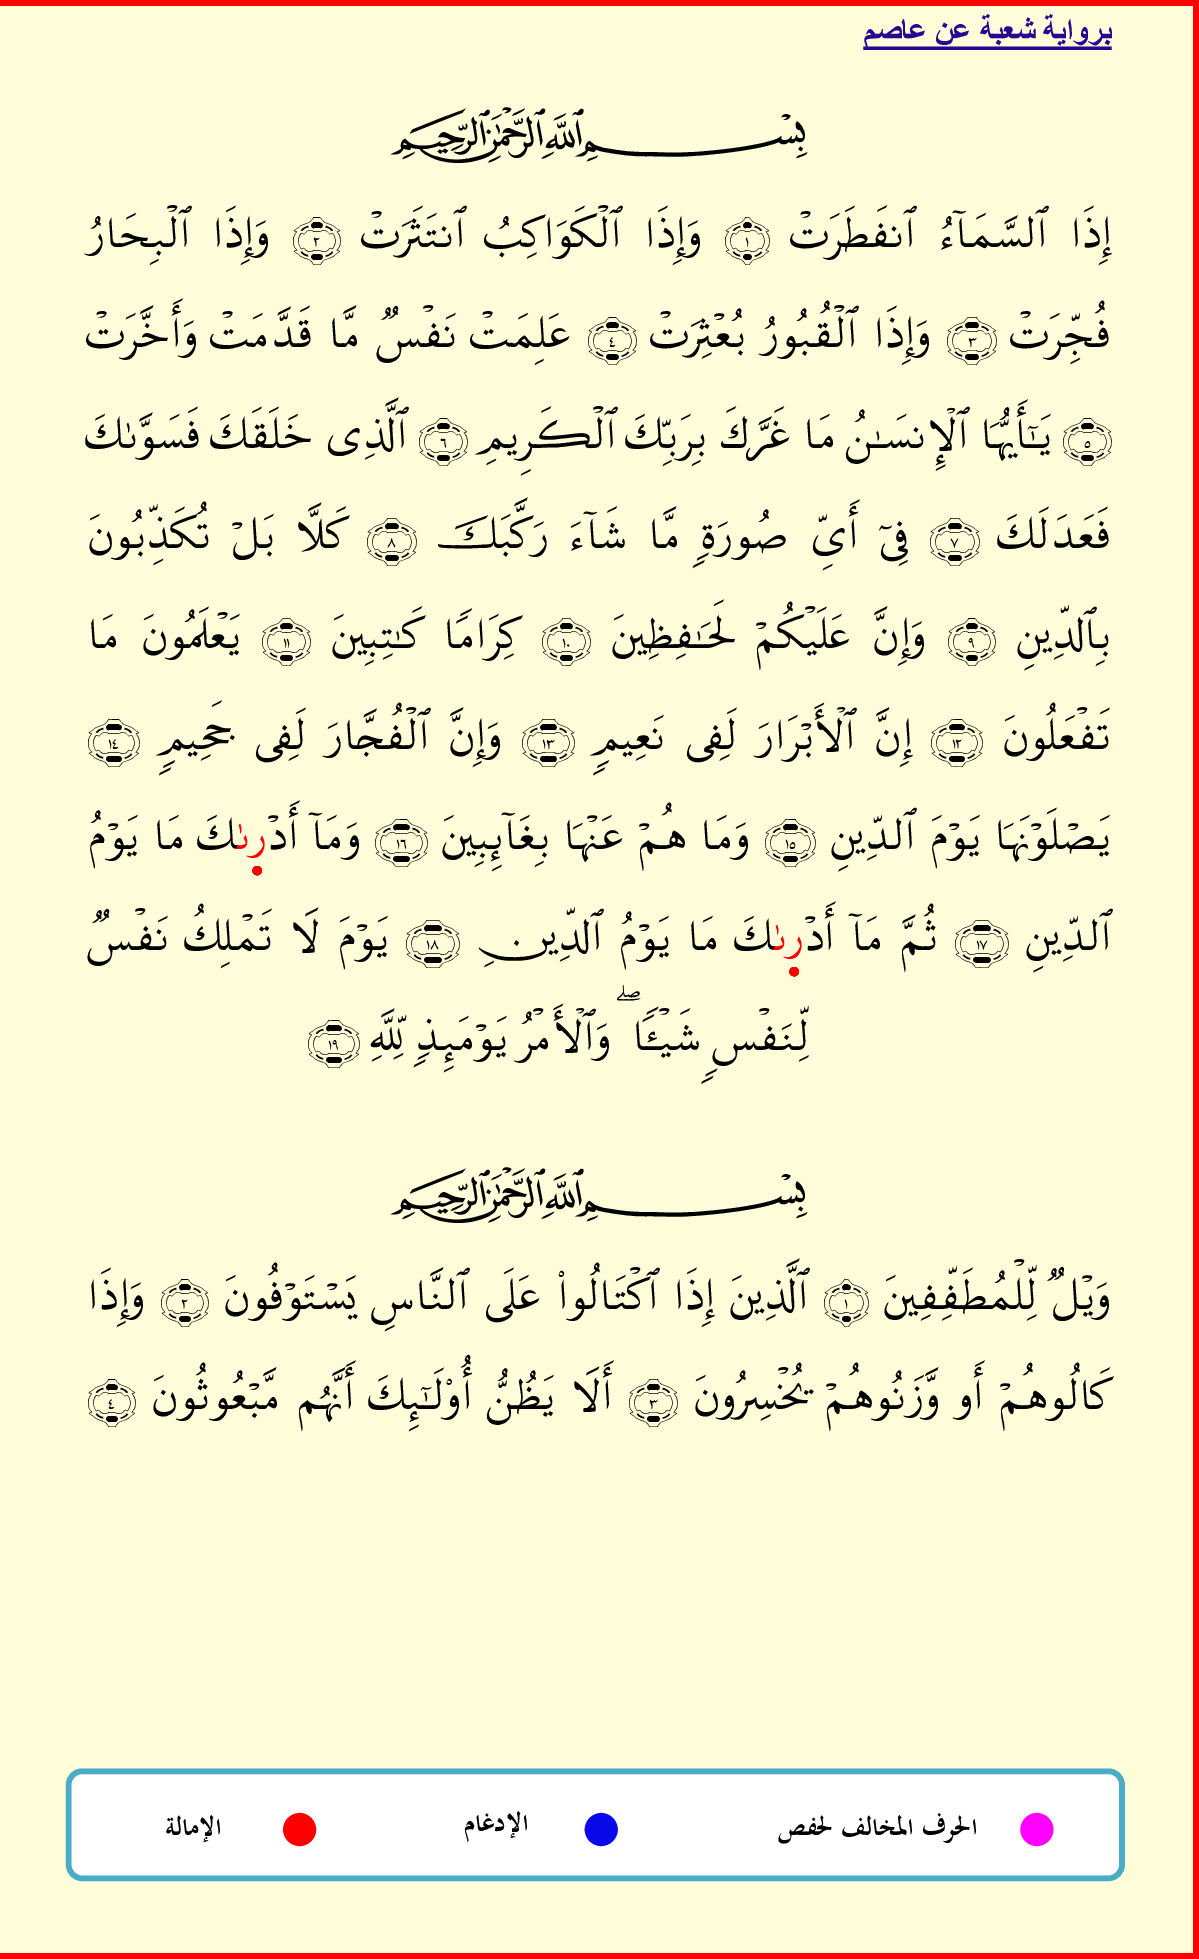 برواية شعبة عن عاصم
بِسْمِ ٱللَّهِ ٱلرَّحْمَٰنِ ٱلرَّحِيمِ
إِذَا ٱلسَّمَآءُ ٱنفَطَرَتْ ١ وَإِذَا ٱلْكَوَاكِبُ ٱنتَثَرَتْ ٢ وَإِذَا ٱلْبِحَارُ
فُجِّرَتْ ٣ وَإِذَا ٱلْقُبُورُ بُعْثِرَتْ ٤ عَلِمَتْ نَفْسٌ مَّا قَدَّمَتْ وَأَخَّرَتْ
٥ يَـٰٓأَيُّهَا ٱلْإِنسَـٰنُ مَا غَرَّكَ بِرَبِّكَ ٱلْكَرِيمِ ٦ ٱلَّذِى خَلَقَكَ فَسَوَّىٰكَ
فَعَدَلَكَ ٧ فِىٓ أَىِّ صُورَةٍ مَّا شَآءَ رَكَّبَكَ ٨ كَلَّا بَلْ تُكَذِّبُونَ
بِٱلدِّينِ ٩ وَإِنَّ عَلَيْكُمْ لَحَـٰفِظِينَ ١٠ كِرَامًا كَـٰتِبِينَ ١١ يَعْلَمُونَ مَا
تَفْعَلُونَ ١٢ إِنَّ ٱلْأَبْرَارَ لَفِى نَعِيمٍ ١٣ وَإِنَّ ٱلْفُجَّارَ لَفِى جَحِيمٍ ١٤
يَصْلَوْنَهَا يَوْمَ ٱلدِّينِ ١٥ وَمَا هُمْ عَنْهَا بِغَآئِبِينَ ١٦ وَمَآ أَدْرىٰكَ مَا يَوْمُ
ٱلدِّينِ ١٧ ثُمَّ مَآ أَدْرىٰكَ مَا يَوْمُ ٱلدِّينِ ١٨ يَوْمَ لَا تَمْلِكُ نَفْسٌ
لِّنَفْسٍ شَيْـًٔا ۖ وَٱلْأَمْرُ يَوْمَئِذٍ لِّلَّهِ ١٩
بِسْمِ ٱللَّهِ ٱلرَّحْمَٰنِ ٱلرَّحِيمِ
وَيْلٌ لِّلْمُطَفِّفِينَ ١ ٱلَّذِينَ إِذَا ٱكْتَالُوا۟ عَلَى ٱلنَّاسِ يَسْتَوْفُونَ ٢ وَإِذَا
كَالُوهُمْ أَو وَّزَنُوهُمْ يُخْسِرُونَ ٣ أَلَا يَظُنُّ أُو۟لَـٰٓئِكَ أَنَّهُم مَّبْعُوثُونَ ٤
الحرف المخالف لحفص الإدغام الإمالة